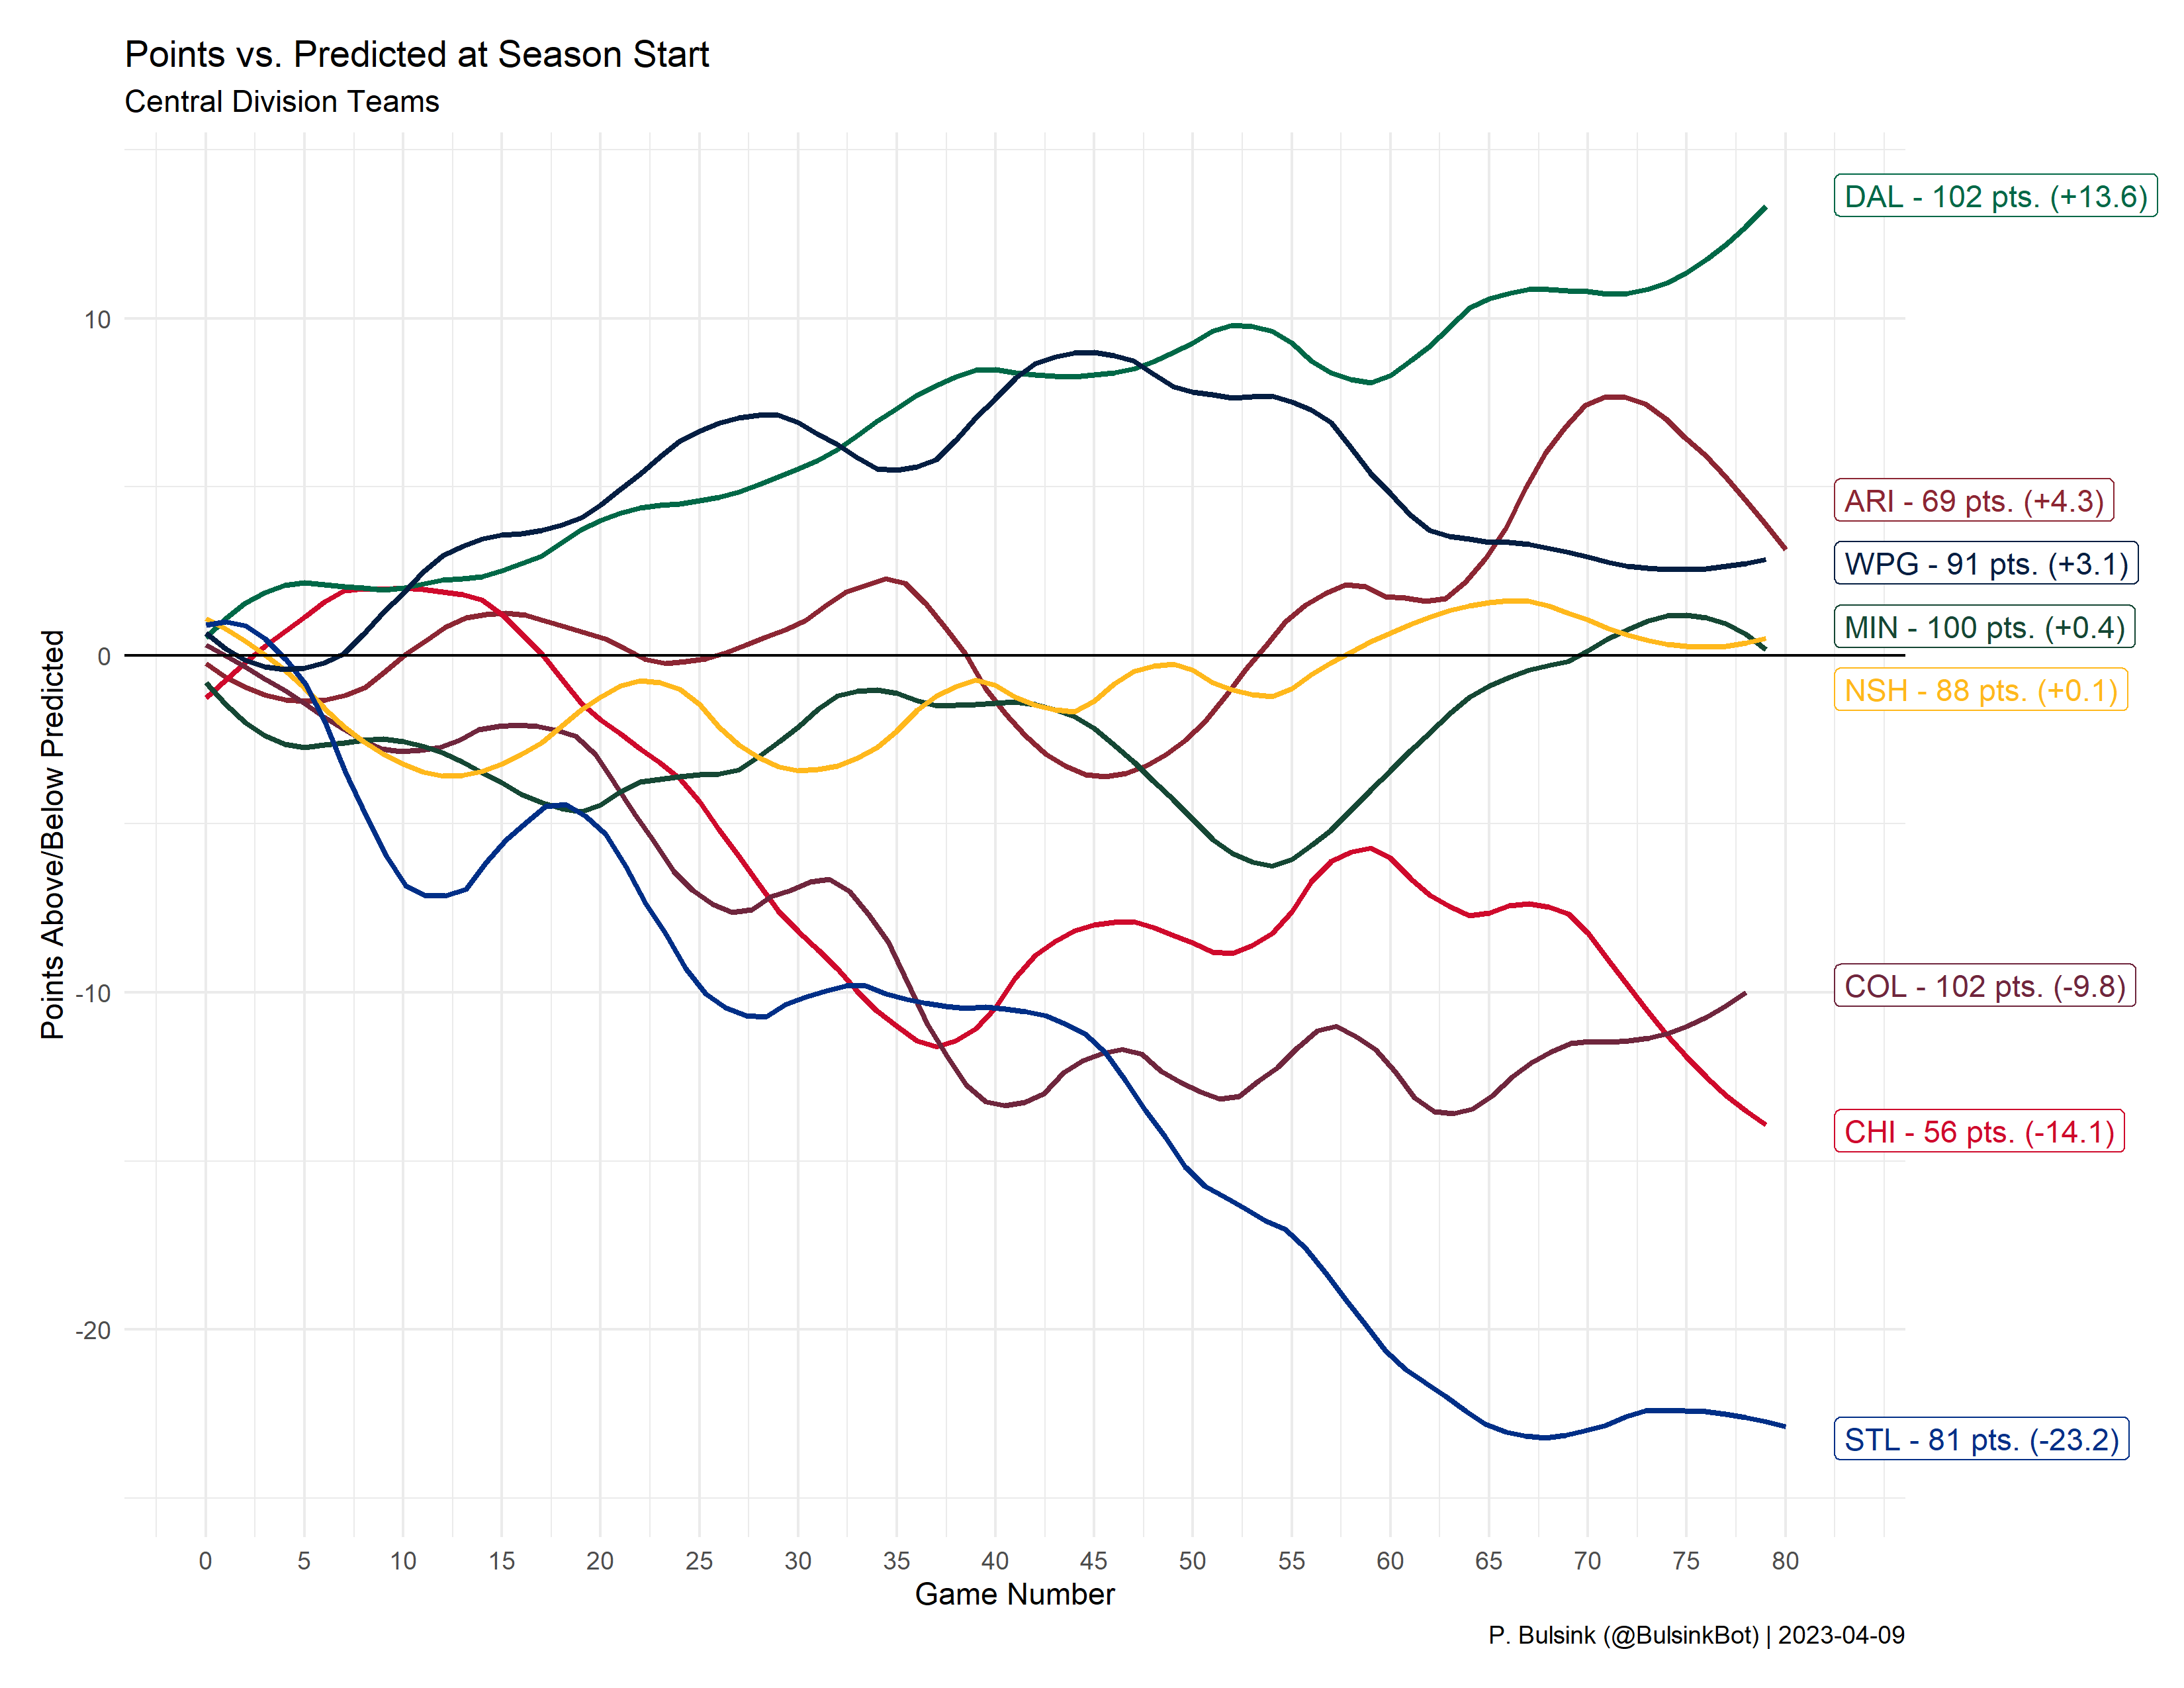 Points vs. Predicted at Season Start
Central Division Teams
Points Above/Below Predicted
10
0
-10
-20
DAL - 102 pts. (+13.6)
ARI - 69 pts. (+4.3)
WPG - 91 pts. (+3.1)
MIN - 100 pts. (+0.4)
NSH - 88 pts. (+0.1)
COL - 102 pts. (-9.8)
CHI - 56 pts. (-14.1)
STL - 81 pts. (-23.2)
0 5 10 15 20 25 30 35 40 45 50 55 60 65 70 75 80
Game Number
P. Bulsink (@BulsinkBot) | 2023-04-09